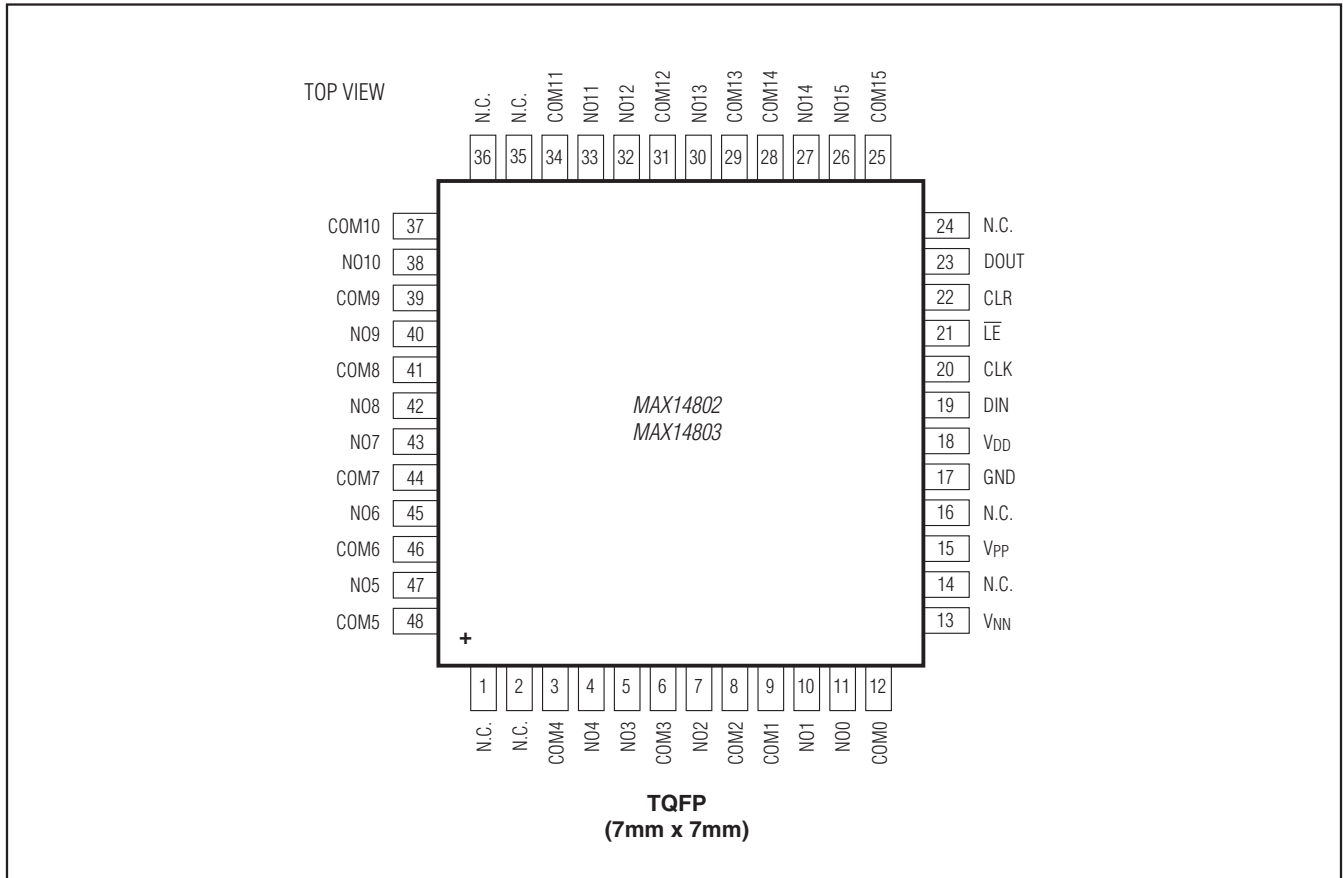 TOP VIEW
N.C. N.C. COM11 NO11 NO12 COM12 NO13 COM13 COM14 NO14 NO15 COM15
36 35 34 33 32 31 30 29 28 27 26 25
COM10 37
NO10 38
COM9 39
NO9 40
COM8 41
NO8 42
NO7 43
COM7 44
NO6 45
COM6 46
NO5 47
COM5 48
MAX14802
MAX14803
24 N.C.
23 DOUT
22 CLR
21 L̅E̅
20 CLK
19 DIN
18 VDD
17 GND
16 N.C.
15 VPP
14 N.C.
13 VNN
+
1 2 3 4 5 6 7 8 9 10 11 12
N.C. N.C. COM4 NO4 NO3 COM3 NO2 COM2 COM1 NO1 NO0 COM0
TQFP
(7mm x 7mm)